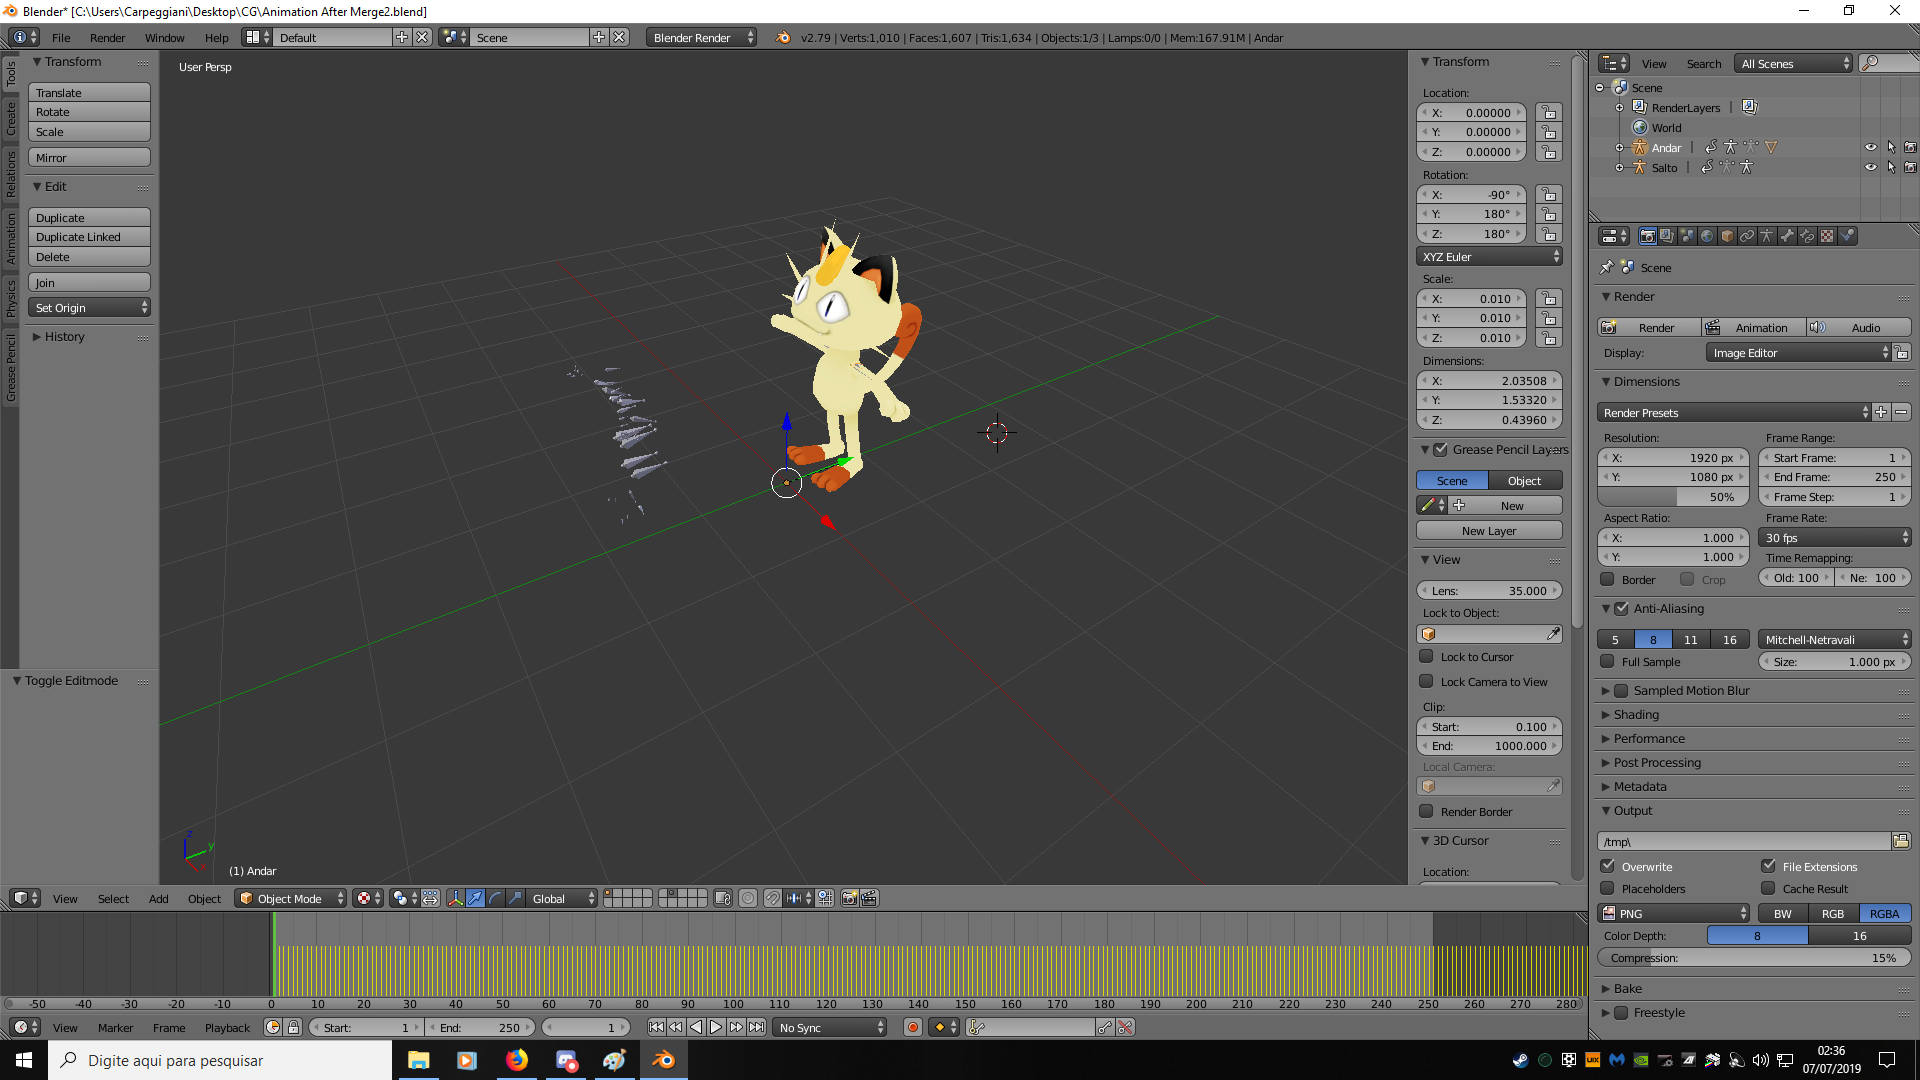 Blender* [C:\Users\Carpeggiani\Desktop\CG\Animation After Merge2.blend]
File Render Window Help Default Scene Blender Render v2.79 | Verts:1,010 | Faces:1,607 | Tris:1,634 | Objects:1/3 | Lamps:0/0 | Mem:167.91M | Andar
Tools
Create
Relations
Animation
Physics
Grease Pencil
Transform
Translate
Rotate
Scale
Mirror
Edit
Duplicate
Duplicate Linked
Delete
Join
Set Origin
History
Toggle Editmode
User Persp
z
y
x
(1) Andar
Transform
Location:
X: 0.00000
Y: 0.00000
Z: 0.00000
Rotation:
X: -90°
Y: 180°
Z: 180°
XYZ Euler
Scale:
X: 0.010
Y: 0.010
Z: 0.010
Dimensions:
X: 2.03508
Y: 1.53320
Z: 0.43960
Grease Pencil Layers
Scene Object
New
New Layer
View
Lens: 35.000
Lock to Object:
Lock to Cursor
Lock Camera to View
Clip:
Start: 0.100
End: 1000.000
Local Camera:
Render Border
3D Cursor
Location:
View Search All Scenes
Scene
RenderLayers |
World
Andar |
Salto |
Scene
Render
Render Animation Audio
Display: Image Editor
Dimensions
Render Presets
Resolution: Frame Range:
X: 1920 px Start Frame: 1
Y: 1080 px End Frame: 250
50% Frame Step: 1
Aspect Ratio: Frame Rate:
X: 1.000 30 fps
Y: 1.000 Time Remapping:
Border Crop Old: 100 Ne: 100
Anti-Aliasing
5 8 11 16 Mitchell-Netravali
Full Sample Size: 1.000 px
Sampled Motion Blur
Shading
Performance
Post Processing
Metadata
Output
/tmp\
Overwrite File Extensions
Placeholders Cache Result
PNG BW RGB RGBA
Color Depth: 8 16
Compression: 15%
Bake
Freestyle
View Select Add Object Object Mode Global
-50 -40 -30 -20 -10 0 10 20 30 40 50 60 70 80 90 100 110 120 130 140 150 160 170 180 190 200 210 220 230 240 250 260 270 280
View Marker Frame Playback Start: 1 End: 250 1 No Sync
Digite aqui para pesquisar
02:36
07/07/2019